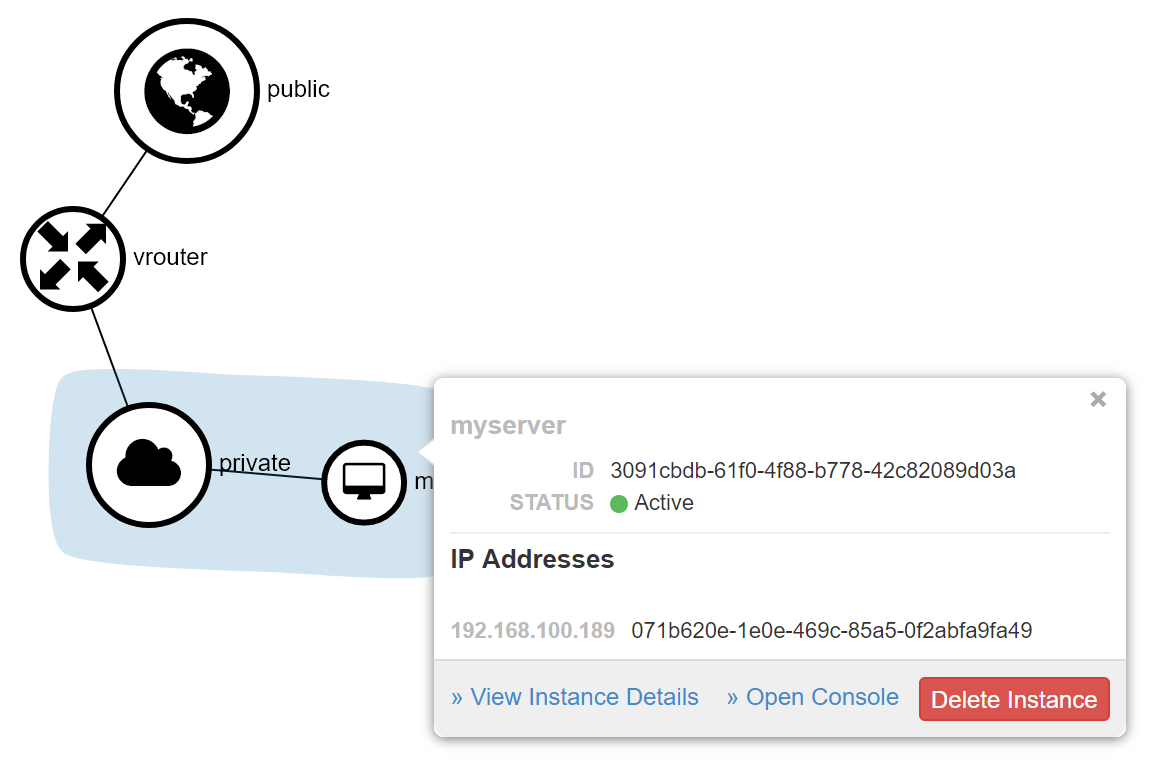 public
vrouter
private
m
×
myserver
ID 3091cbdb-61f0-4f88-b778-42c82089d03a
STATUS Active
IP Addresses
192.168.100.189 071b620e-1e0e-469c-85a5-0f2abfa9fa49
» View Instance Details » Open Console Delete Instance